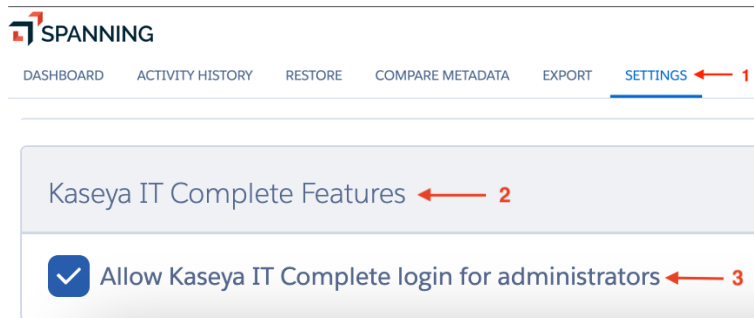 SPANNING
DASHBOARD ACTIVITY HISTORY RESTORE COMPARE METADATA EXPORT SETTINGS 1
Kaseya IT Complete Features 2
Allow Kaseya IT Complete login for administrators 3